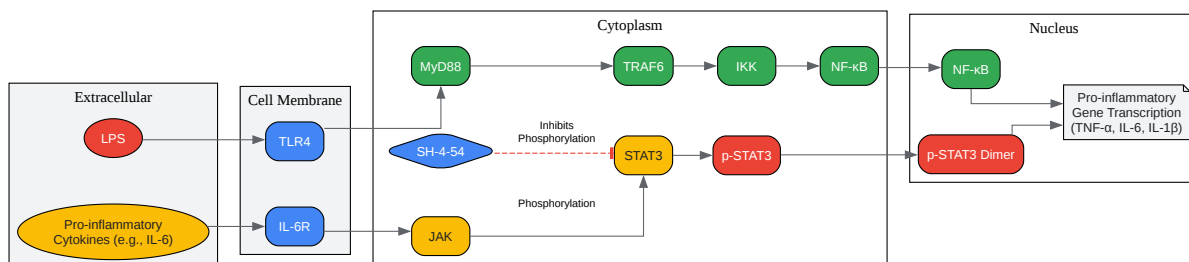 Cytoplasm
Nucleus
MyD88
TRAF6
IKK
NF-κB
NF-κB
Extracellular
Cell Membrane
Pro-inflammatory
Gene Transcription
(TNF-α, IL-6, IL-1β)
LPS
TLR4
Inhibits
Phosphorylation
SH-4-54
STAT3
p-STAT3
p-STAT3 Dimer
Phosphorylation
Pro-inflammatory
Cytokines (e.g., IL-6)
IL-6R
JAK